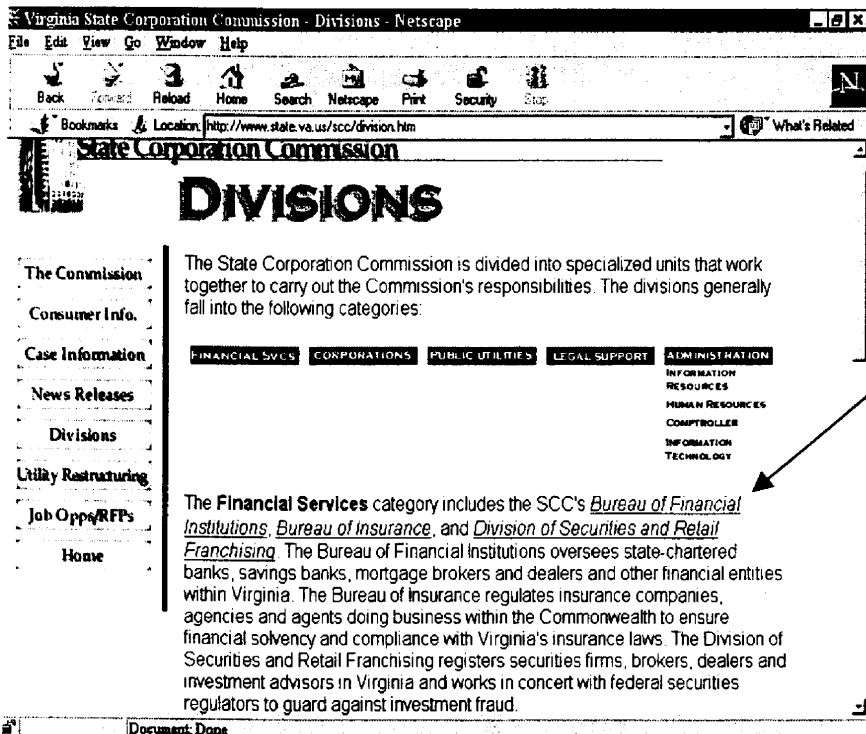 Virginia State Corporation Commission - Divisions - Netscape
File Edit View Go Window Help
Back Forward Reload Home Search Netscape Print Security Stop
N
Bookmarks Location: http://www.state.va.us/scc/division.htm What's Related
State Corporation Commission
DIVISIONS
The Commission
Consumer Info.
Case Information
News Releases
Divisions
Utility Restructuring
Job Opps/RFPs
Home
The State Corporation Commission is divided into specialized units that work
together to carry out the Commission's responsibilities. The divisions generally
fall into the following categories:
FINANCIAL SVCS CORPORATIONS PUBLIC UTILITIES LEGAL SUPPORT ADMINISTRATION
INFORMATION
RESOURCES
HUMAN RESOURCES
COMPTROLLER
INFORMATION
TECHNOLOGY
The Financial Services category includes the SCC's Bureau of Financial
Institutions, Bureau of Insurance, and Division of Securities and Retail
Franchising. The Bureau of Financial Institutions oversees state-chartered
banks, savings banks, mortgage brokers and dealers and other financial entities
within Virginia. The Bureau of Insurance regulates insurance companies,
agencies and agents doing business within the Commonwealth to ensure
financial solvency and compliance with Virginia's insurance laws. The Division of
Securities and Retail Franchising registers securities firms, brokers, dealers and
investment advisors in Virginia and works in concert with federal securities
regulators to guard against investment fraud.
Document: Done